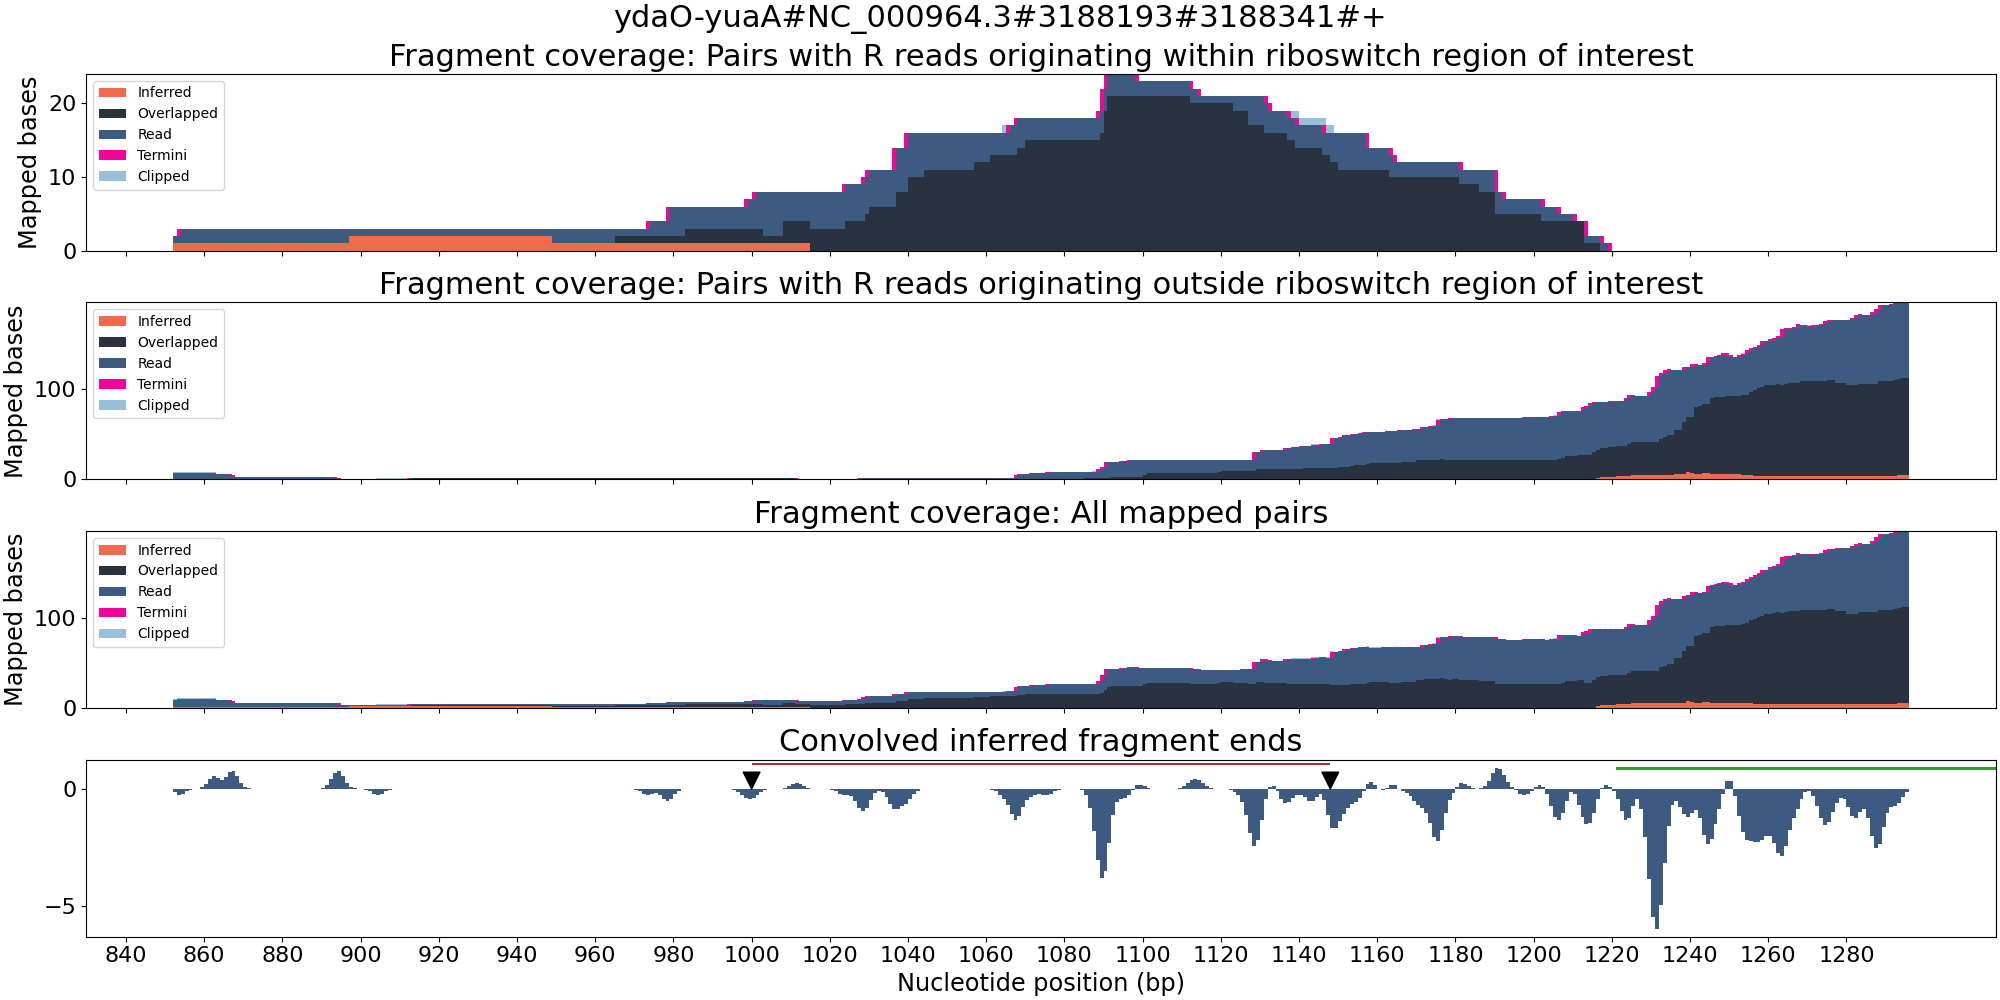 ydaO-yuaA#NC_000964.3#3188193#3188341#+
Fragment coverage: Pairs with R reads originating within riboswitch region of interest
Mapped bases
20
10
0
Inferred
Overlapped
Read
Termini
Clipped
Fragment coverage: Pairs with R reads originating outside riboswitch region of interest
Mapped bases
100
0
Inferred
Overlapped
Read
Termini
Clipped
Fragment coverage: All mapped pairs
Mapped bases
100
0
Inferred
Overlapped
Read
Termini
Clipped
Convolved inferred fragment ends
0
−5
840 860 880 900 920 940 960 980 1000 1020 1040 1060 1080 1100 1120 1140 1160 1180 1200 1220 1240 1260 1280
Nucleotide position (bp)